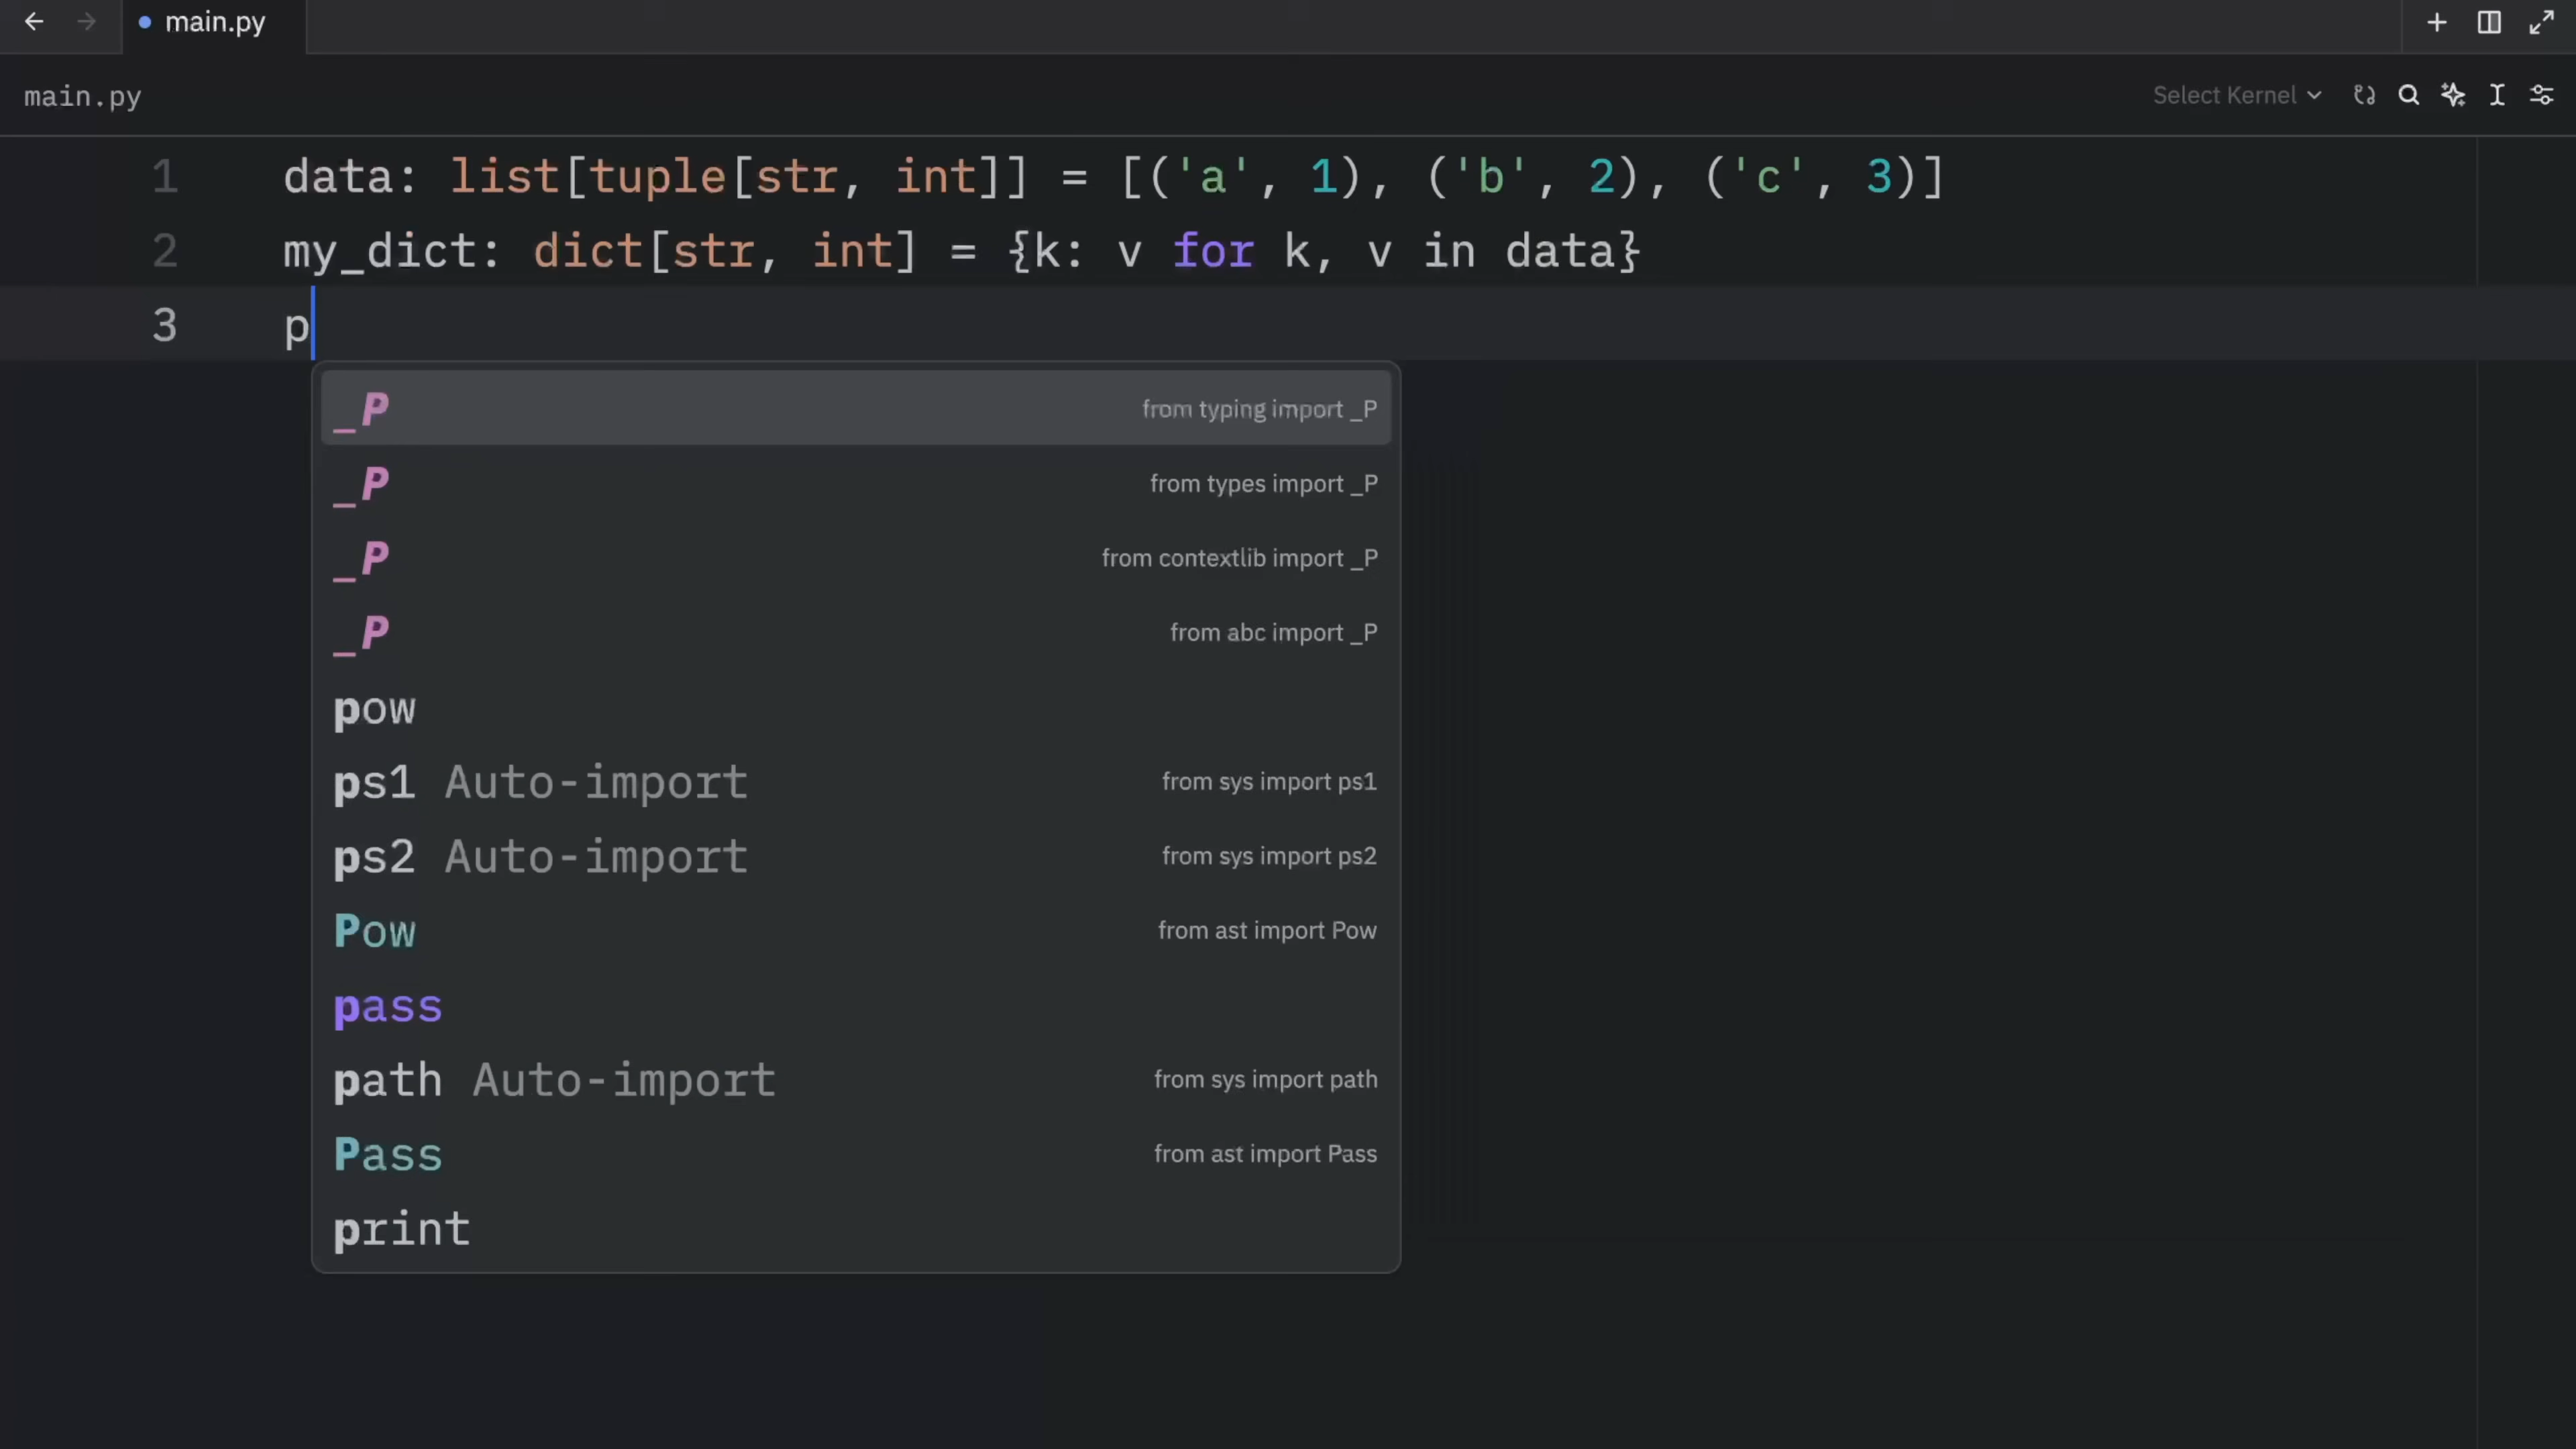 main.py
main.py
Select Kernel
1 data: list[tuple[str, int]] = [('a', 1), ('b', 2), ('c', 3)]
2 my_dict: dict[str, int] = {k: v for k, v in data}
3 p
_P from typing import _P
_P from types import _P
_P from contextlib import _P
_P from abc import _P
pow
ps1 Auto-import from sys import ps1
ps2 Auto-import from sys import ps2
Pow from ast import Pow
pass
path Auto-import from sys import path
Pass from ast import Pass
print